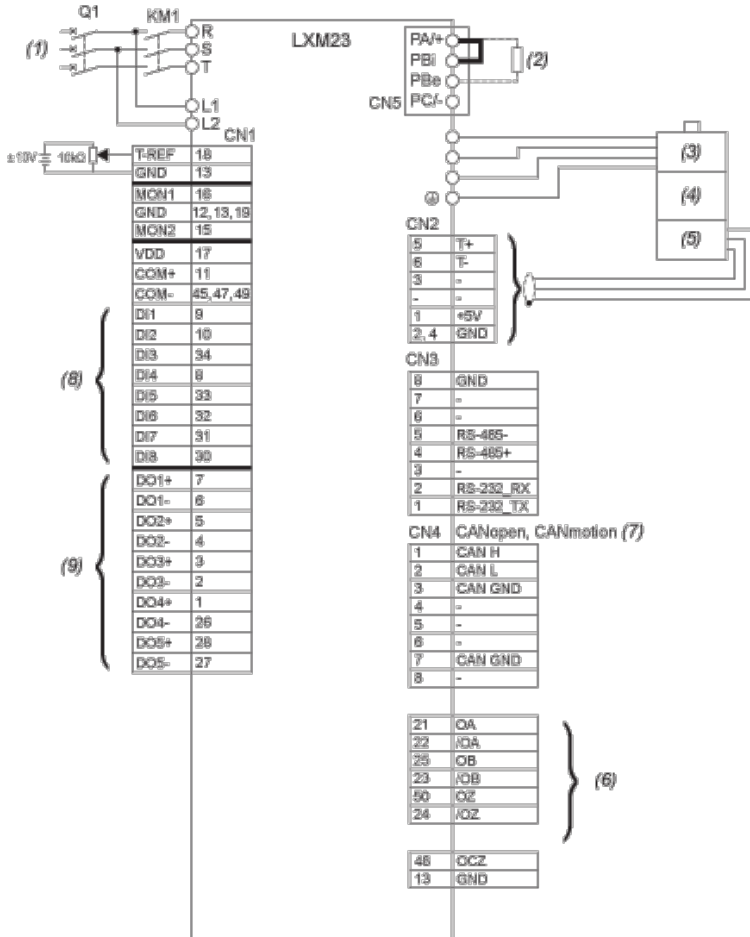 Q1
KM1
(1)
R
S
T
L1
L2
LXM23
PA/+
PBi
PBe
CN5 PC/-
(2)
(3)
(4)
(5)
CN1
±10V 10kΩ
T-REF 18
GND 13
MON1 16
GND 12,13,19
MON2 15
VDD 17
COM+ 11
COM- 45,47,49
(8)
DI1 9
DI2 10
DI3 34
DI4 8
DI5 33
DI6 32
DI7 31
DI8 30
(9)
DO1+ 7
DO1- 6
DO2+ 5
DO2- 4
DO3+ 3
DO3- 2
DO4+ 1
DO4- 26
DO5+ 28
DO5- 27
CN2
5 T+
6 T-
3 -
- -
1 +5V
2, 4 GND
CN3
8 GND
7 -
6 -
5 RS-485-
4 RS-485+
3 -
2 RS-232_RX
1 RS-232_TX
CN4 CANopen, CANmotion (7)
1 CAN H
2 CAN L
3 CAN GND
4 -
5 -
6 -
7 CAN GND
8 -
21 OA
22 /OA
25 OB
23 /OB
50 OZ
24 /OZ
(6)
48 OCZ
13 GND